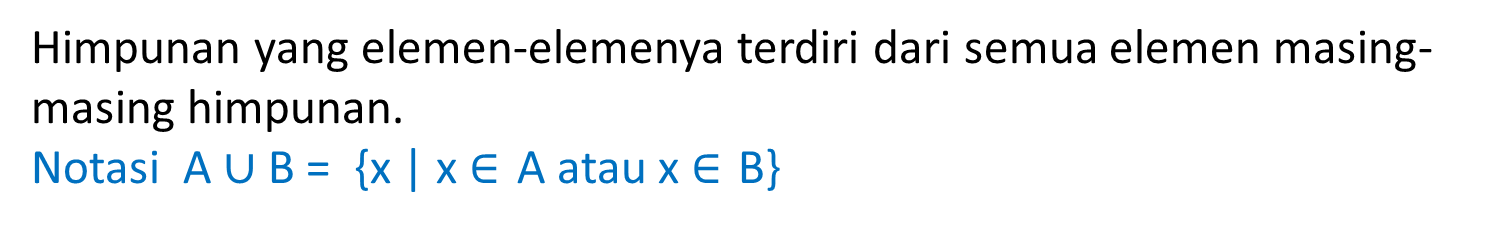 Himpunan yang elemen-elemenya terdiri dari semua elemen masing-
masing himpunan.
Notasi A ∪ B = {x | x ∈ A atau x ∈ B}